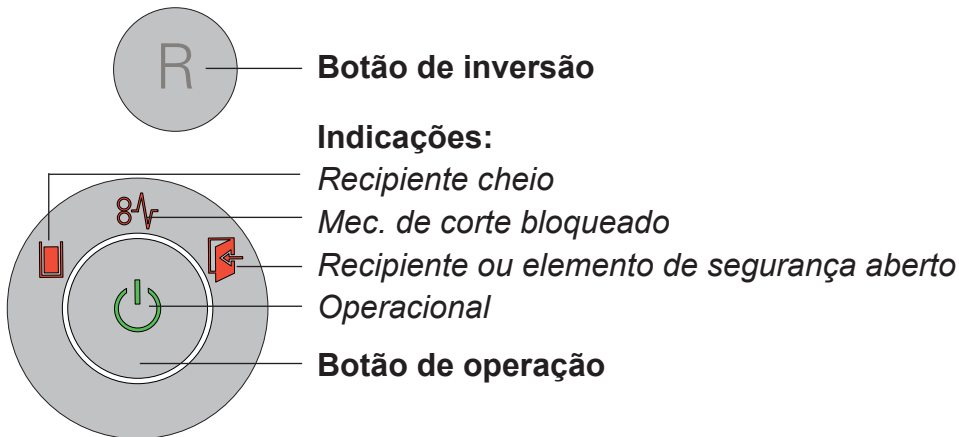 R
Botão de inversão
Indicações:
Recipiente cheio
Mec. de corte bloqueado
Recipiente ou elemento de segurança aberto
Operacional
Botão de operação